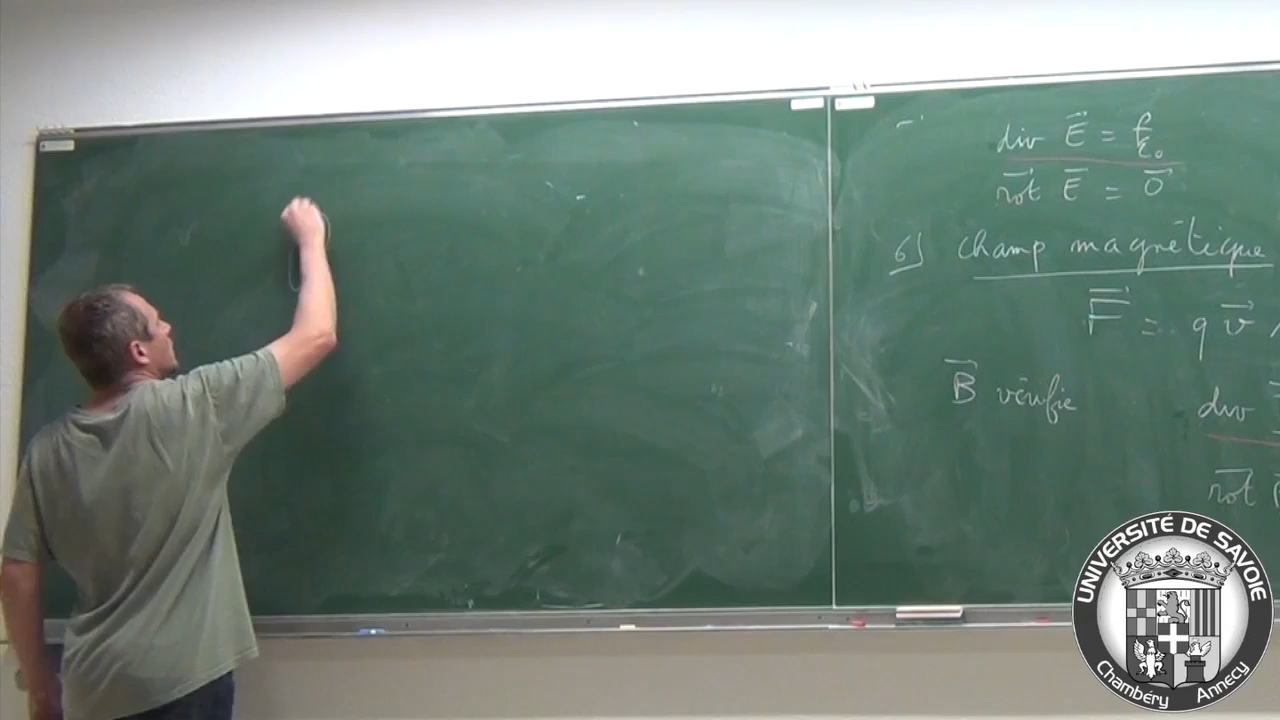 div E⃗ = ρ/ε₀
rot⃗ E⃗ = 0⃗
6) champ magnétique
F⃗ = q v⃗ ∧
B⃗ vérifie
div
rot⃗
UNIVERSITÉ DE SAVOIE
Chambéry Annecy